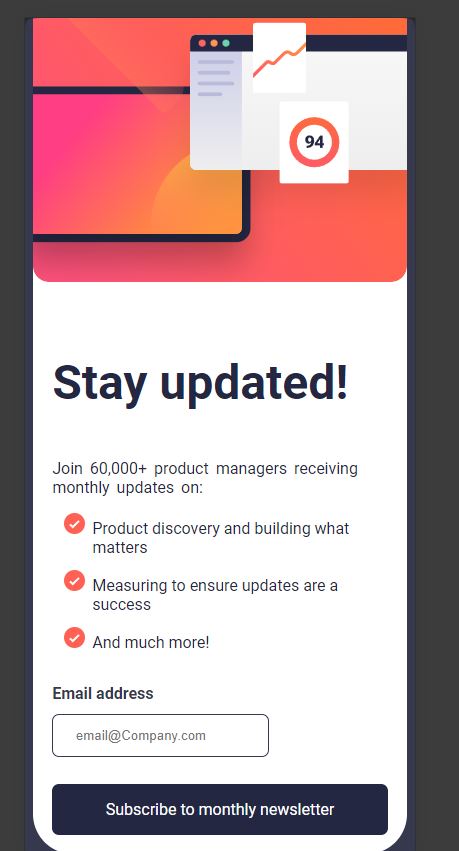 94
Stay updated!
Join 60,000+ product managers receiving
monthly updates on:
Product discovery and building what
matters
Measuring to ensure updates are a
success
And much more!
Email address
email@Company.com
Subscribe to monthly newsletter